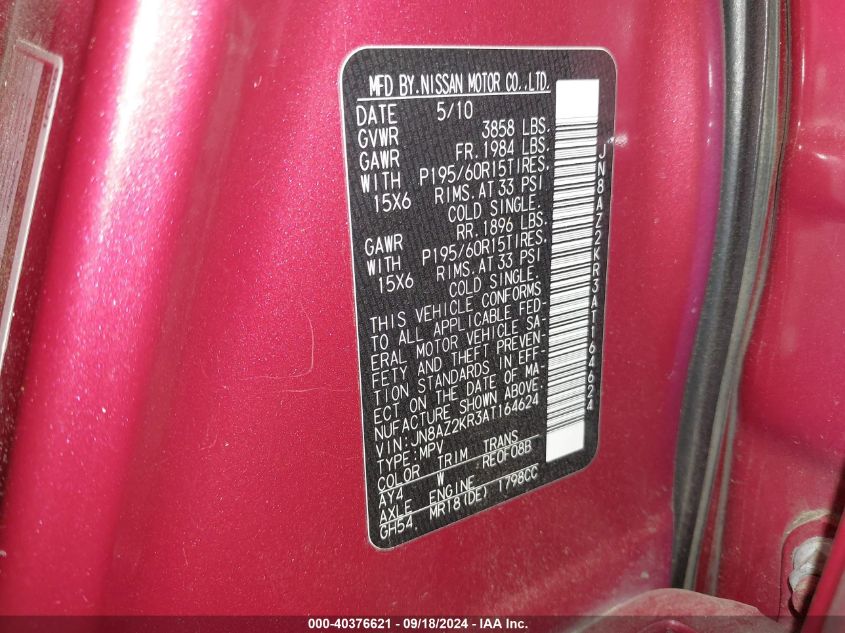 MFD BY.NISSAN MOTOR CO.,LTD.
DATE 5/10
GVWR 3858 LBS.
GAWR FR. 1984 LBS.
WITH P195/60R15TIRES.
15X6 RIMS. AT 33 PSI
COLD SINGLE.
GAWR RR. 1896 LBS.
WITH P195/60R15TIRES.
15X6 RIMS. AT 33 PSI
COLD SINGLE.
THIS VEHICLE CONFORMS
TO ALL APPLICABLE FED-
ERAL MOTOR VEHICLE SA-
FETY AND THEFT PREVEN-
TION STANDARDS IN EFF-
ECT ON THE DATE OF MA-
NUFACTURE SHOWN ABOVE.
VIN: JN8AZ2KR3AT164624
TYPE: MPV
COLOR TRIM TRANS
AY4 W RE0F08B
AXLE ENGINE
GH54. MR18(DE) 1798CC
JN8AZ2KR3AT164624
000-40376621 - 09/18/2024 - IAA Inc.